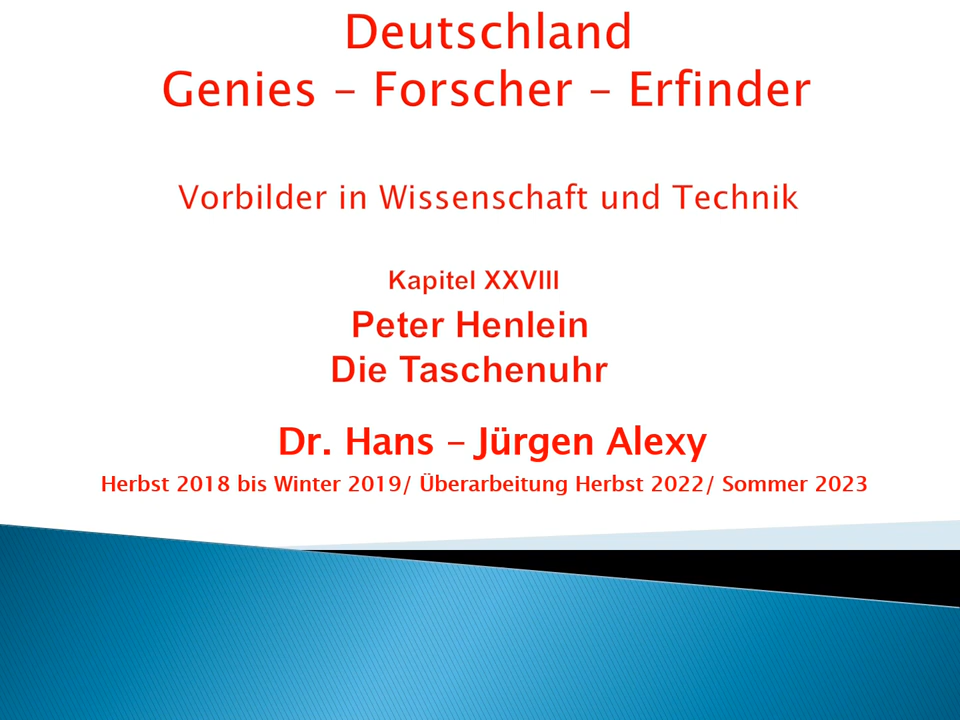 Deutschland
Genies – Forscher – Erfinder
Vorbilder in Wissenschaft und Technik
Kapitel XXVIII
Peter Henlein
Die Taschenuhr
Dr. Hans – Jürgen Alexy
Herbst 2018 bis Winter 2019/ Überarbeitung Herbst 2022/ Sommer 2023